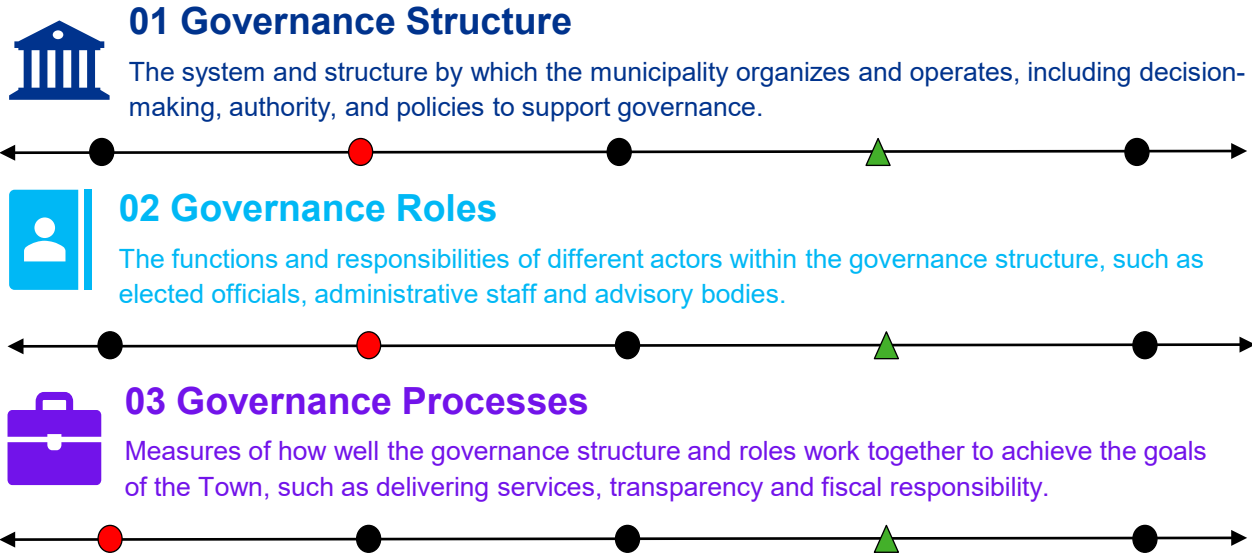 01 Governance Structure
The system and structure by which the municipality organizes and operates, including decision-
making, authority, and policies to support governance.
02 Governance Roles
The functions and responsibilities of different actors within the governance structure, such as
elected officials, administrative staff and advisory bodies.
03 Governance Processes
Measures of how well the governance structure and roles work together to achieve the goals
of the Town, such as delivering services, transparency and fiscal responsibility.